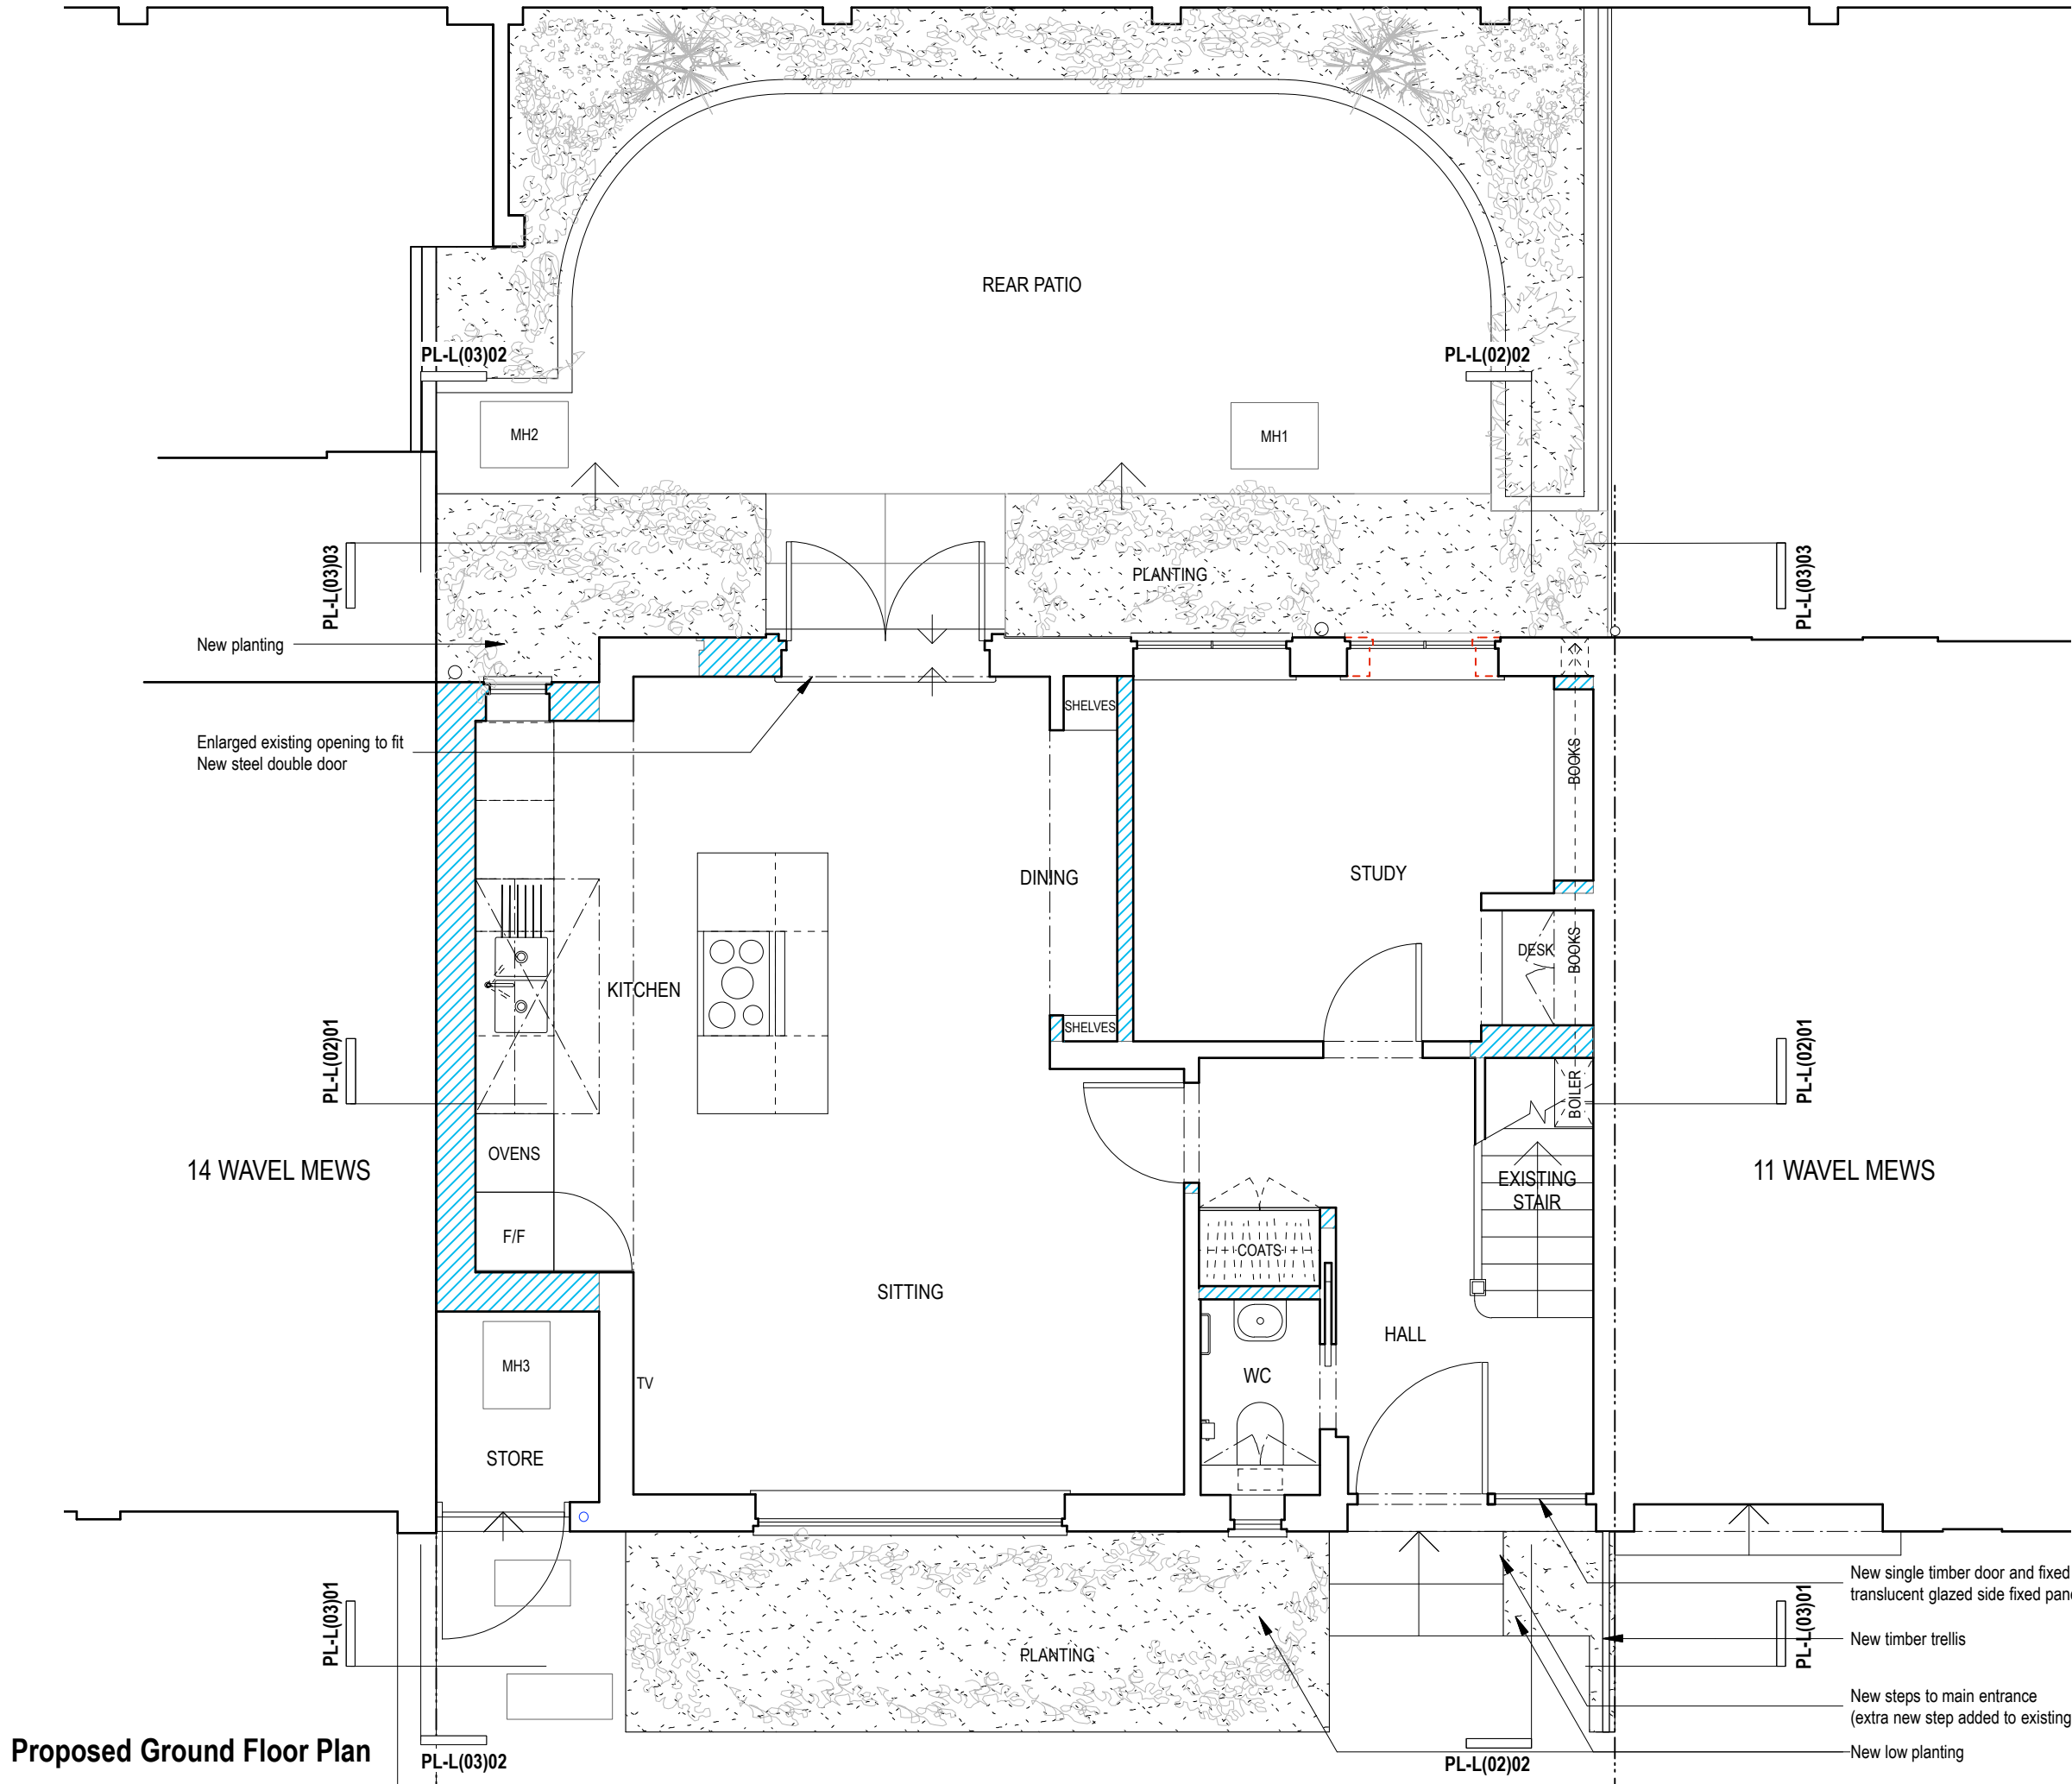 REAR PATIO
PL-L(03)02
PL-L(02)02
MH2
MH1
PL-L(03)03
PLANTING
PL-L(03)03
New planting
SHELVES
Enlarged existing opening to fit
New steel double door
BOOKS
DINING
STUDY
DESK
BOOKS
KITCHEN
SHELVES
PL-L(02)01
BOILER
PL-L(02)01
OVENS
14 WAVEL MEWS
EXISTING
STAIR
11 WAVEL MEWS
F/F
COATS
SITTING
HALL
MH3
WC
TV
STORE
PL-L(03)01
New single timber door and fixed
translucent glazed side fixed pane
PL-L(03)01
New timber trellis
PLANTING
New steps to main entrance
(extra new step added to existing
Proposed Ground Floor Plan
PL-L(03)02
PL-L(02)02
New low planting